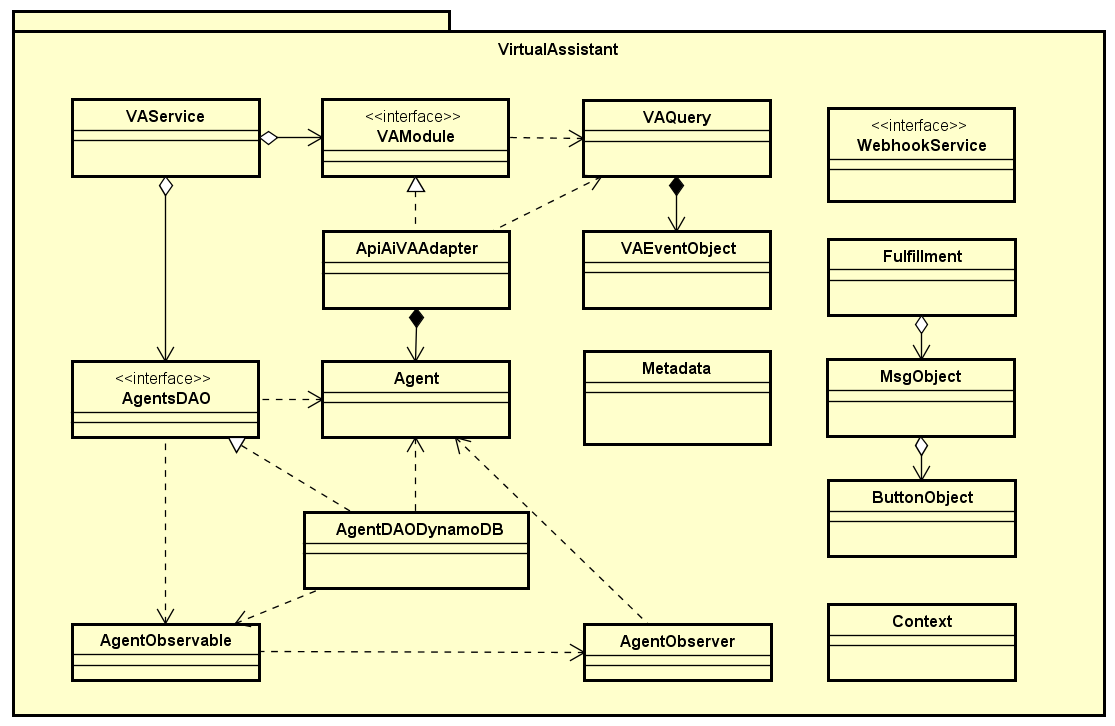 VirtualAssistant
VAService
<<interface>>
VAModule
VAQuery
<<interface>>
WebhookService
ApiAiVAAdapter
VAEventObject
Fulfillment
<<interface>>
AgentsDAO
Agent
Metadata
MsgObject
AgentDAODynamoDB
ButtonObject
AgentObservable
AgentObserver
Context